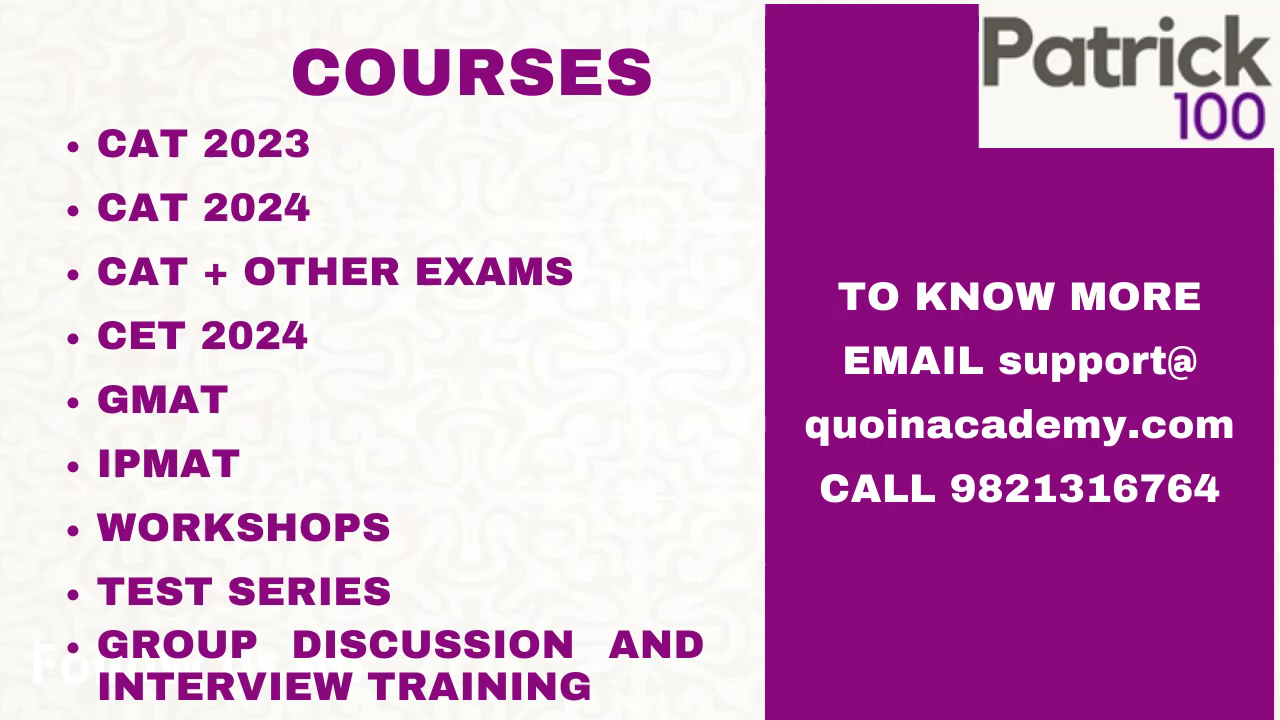 COURSES
• CAT 2023
• CAT 2024
• CAT + OTHER EXAMS
• CET 2024
• GMAT
• IPMAT
• WORKSHOPS
• TEST SERIES
• GROUP DISCUSSION AND
INTERVIEW TRAINING
Patrick
100
TO KNOW MORE
EMAIL support@
quoinacademy.com
CALL 9821316764